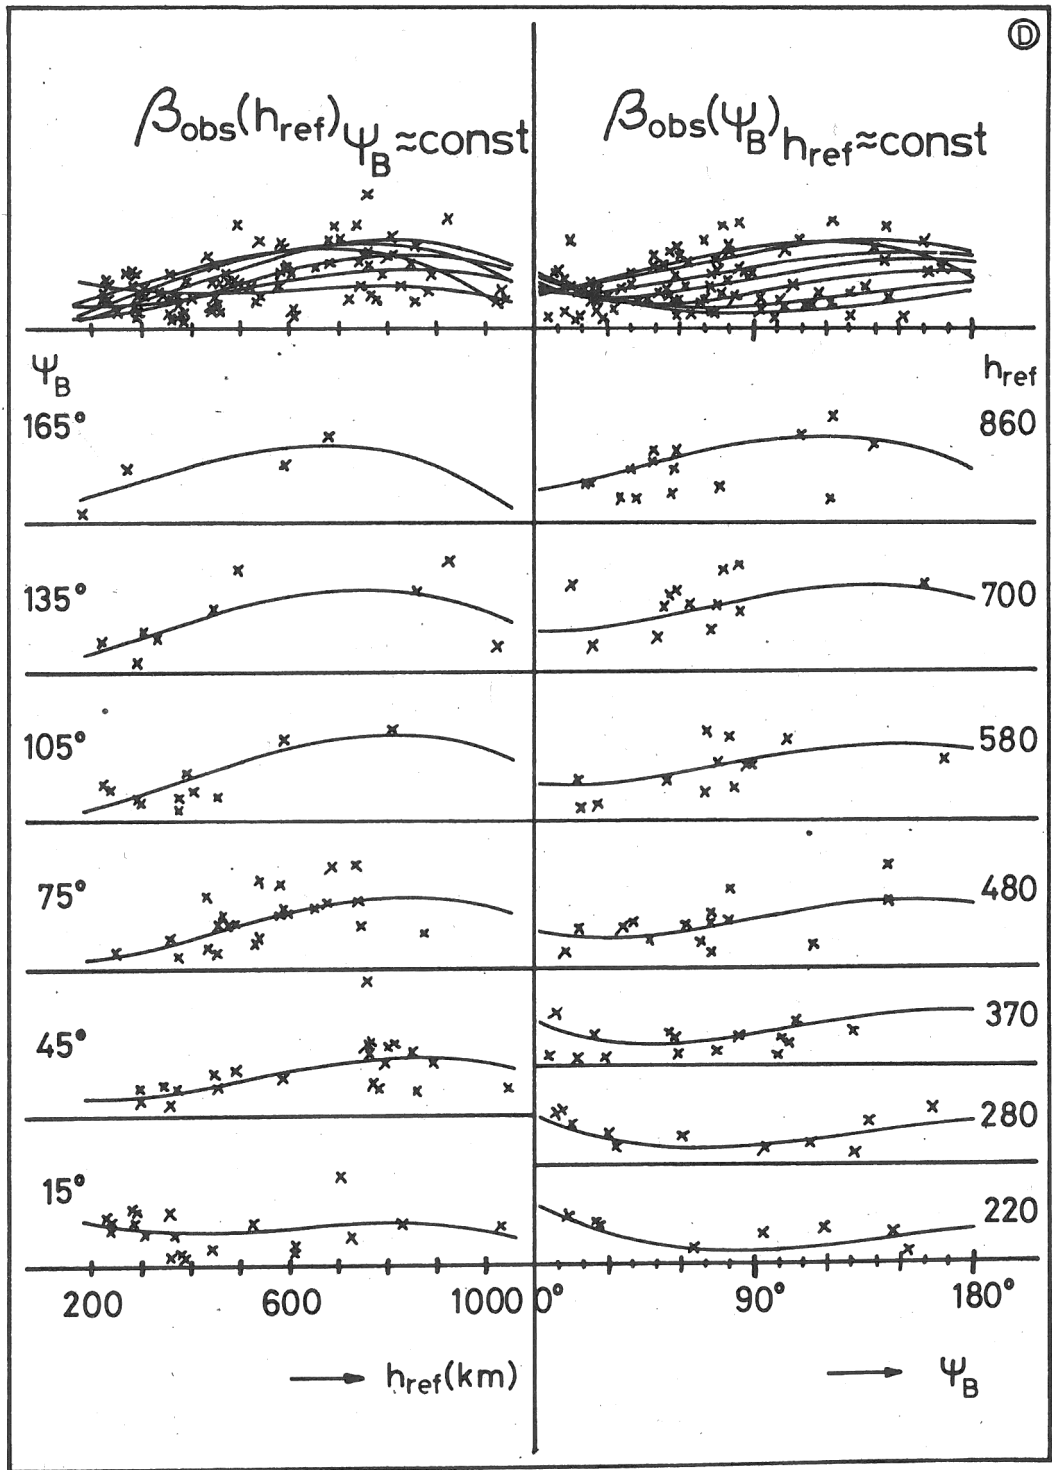 D
βobs(href)ψB≈const
βobs(ψB)href≈const
ψB
href
165°
860
135°
700
105°
580
75°
480
45°
370
280
15°
220
200 600 1000 0° 90° 180°
→ href(km)
→ ψB